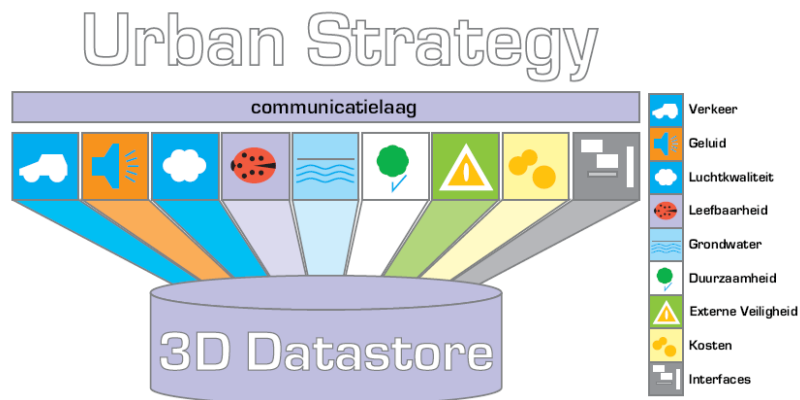 Urban Strategy
communicatielaag
Verkeer
Geluid
Luchtkwaliteit
Leefbaarheid
Grondwater
Duurzaamheid
Externe Veiligheid
Kosten
Interfaces
3D Datastore